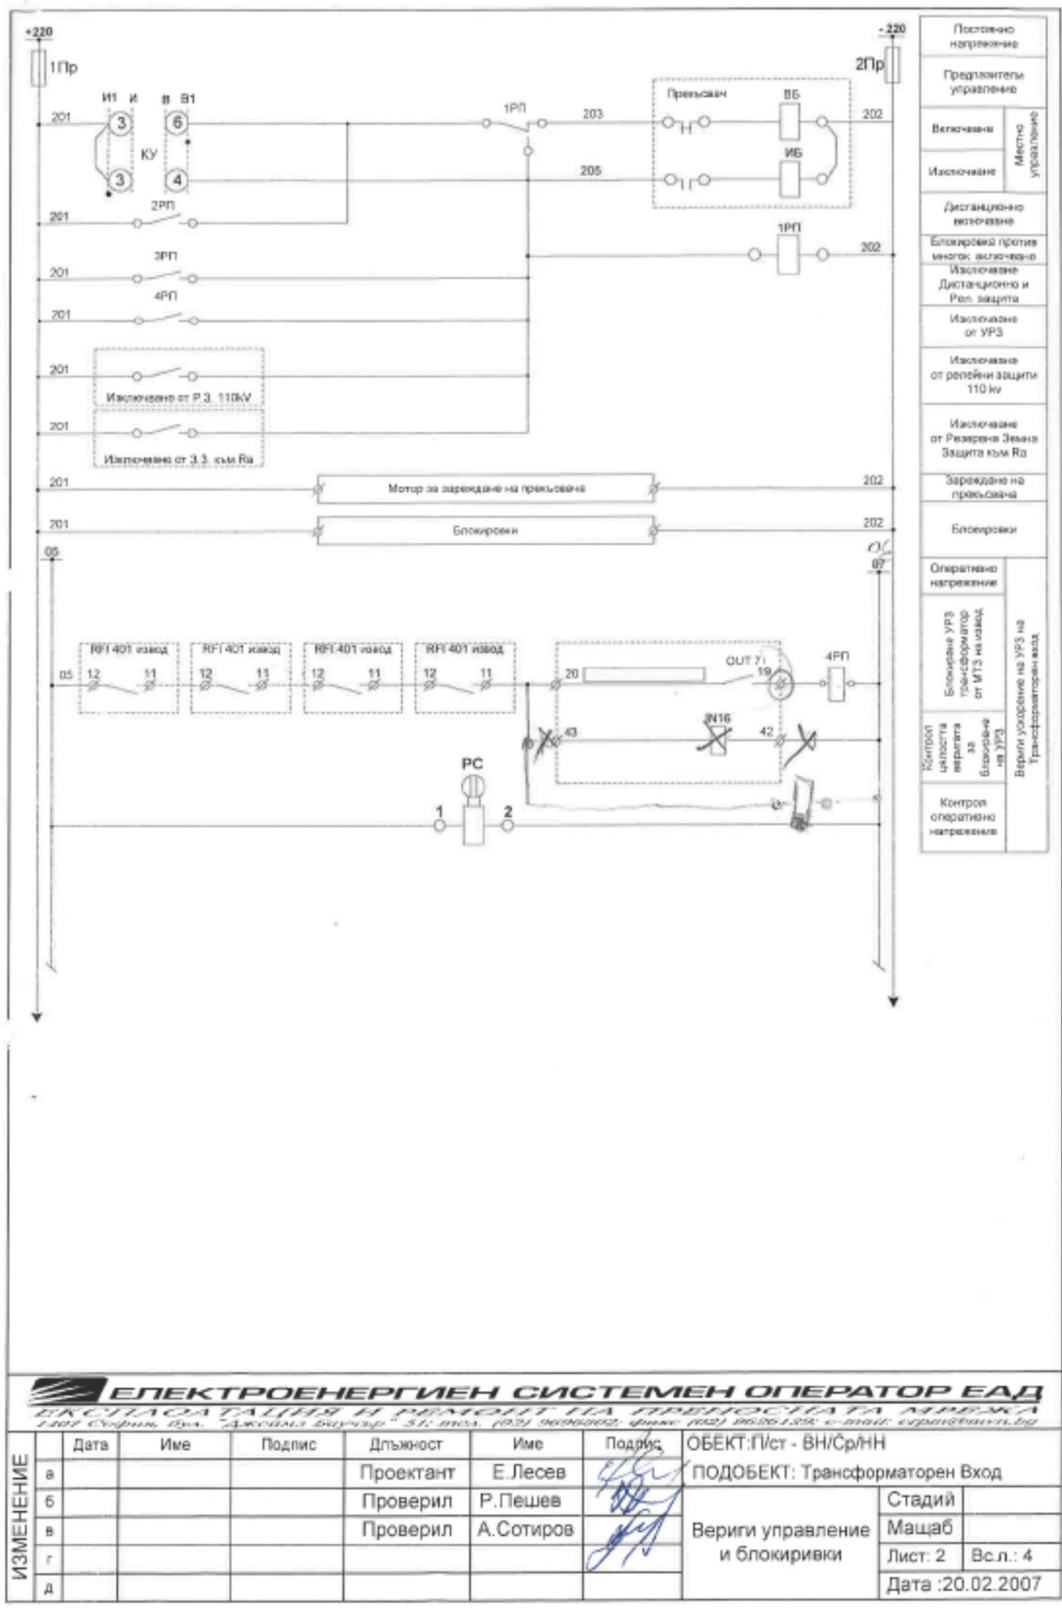 +220
- 220
1Пр
2Пр
И1 И В В1
201
3
6
КУ
3
4
1РП
203
Прекъсвач
ВБ
202
ИБ
205
2РП
201
1РП
202
3РП
201
4РП
201
201
Изключване от Р.З. 110kV
201
Изключване от З.З. към Ra
201
Мотор за зареждане на прекъсвача
202
201
Блокировки
202
05
07
Постоянно
напрежение
Предпазители
управление
Включване
Изключване
Местно
управление
Дистанционно
включване
Блокировка против
многок. включване
Изключване
Дистанционно и
Рел. защита
Изключване
от УРЗ
Изключване
от релейни защити
110 kv
Изключване
от Резервна Земна
Защита към Ra
Зареждане на
прекъсвача
Блокировки
Оперативно
напрежение
Блокиране УРЗ
трансформатор
от МТЗ на извод
Контрол
цялостта
веригата
за
блокиране
на УРЗ
Контрол
оперативно
напрежение
Вериги ускорение на УРЗ на
Трансформаторен вход
RFI 401 извод
RFI 401 извод
RFI 401 извод
RFI 401 извод
05
12 11
12 11
12 11
12 11
20
OUT 7
19
4РП
43
IN16
42
РС
1
2
ЕЛЕКТРОЕНЕРГИЕН СИСТЕМЕН ОПЕРАТОР ЕАД
ЕКСПЛОАТАЦИЯ И РЕМОНТ НА ПРЕНОСНАТА МРЕЖА
ИЗМЕНЕНИЕ
Дата Име Подпис Длъжност Име Подпис
а Проектант Е.Лесев
б Проверил Р.Пешев
в Проверил А.Сотиров
г
д
ОБЕКТ:П/ст - ВН/Ср/НН
ПОДОБЕКТ: Трансформаторен Вход
Вериги управление
и блокиривки
Стадий
Мащаб
Лист: 2 Вс.л.: 4
Дата :20.02.2007